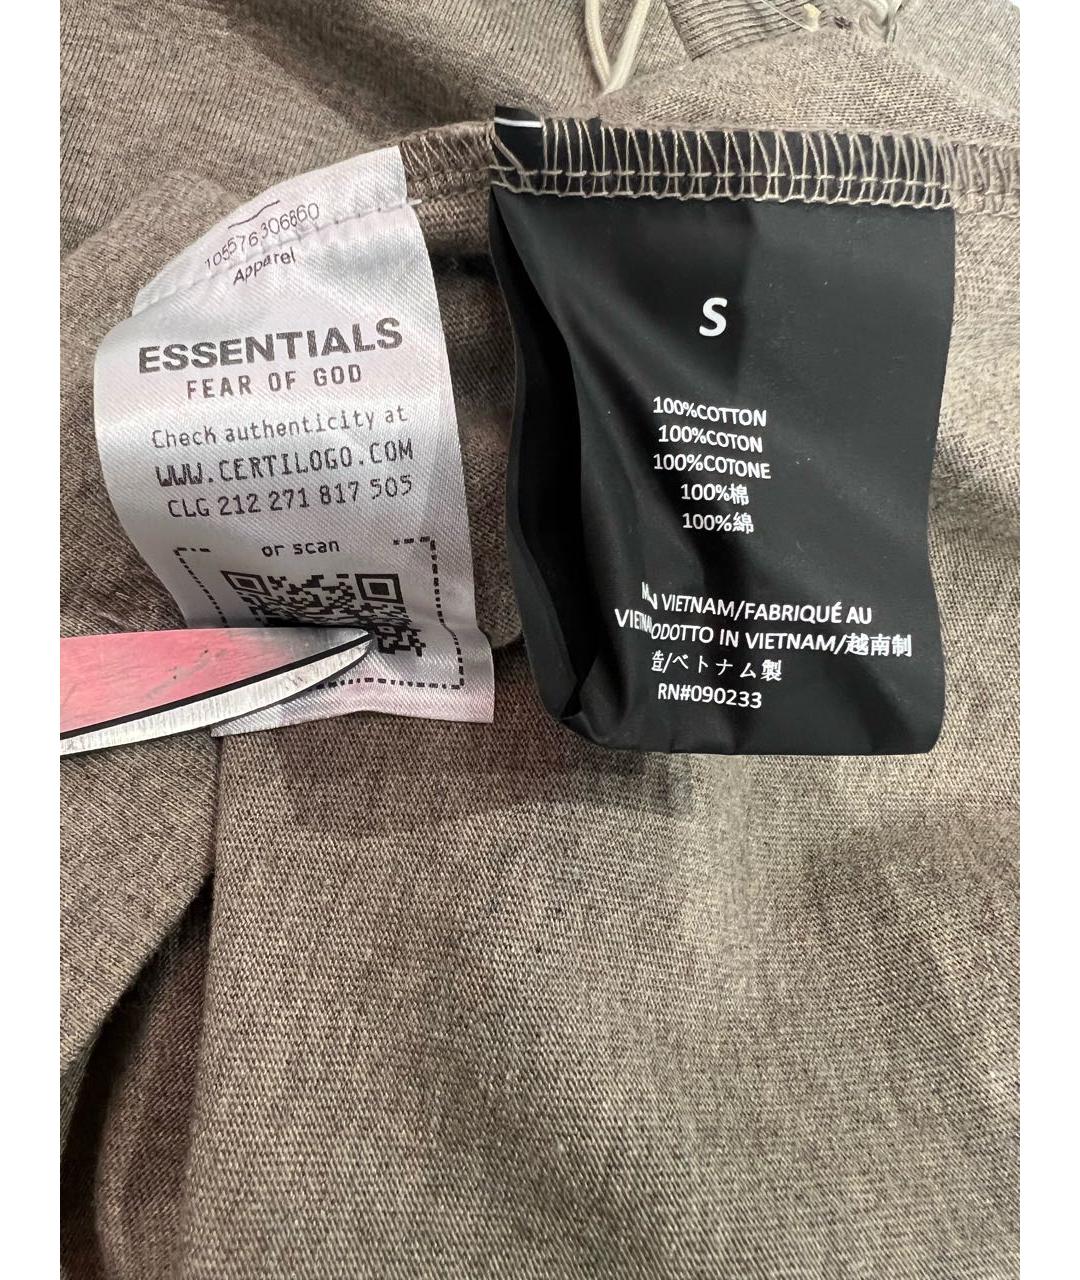 105576306860
Apparel
ESSENTIALS
FEAR OF GOD
Check authenticity at
WWW.CERTILOGO.COM
CLG 212 271 817 505
or scan
S
100%COTTON
100%COTON
100%COTONE
100%棉
100%綿
VIETNAM/FABRIQUÉ AU
IN VIETNAM/越南制
造/ベトナム製
RN#090233